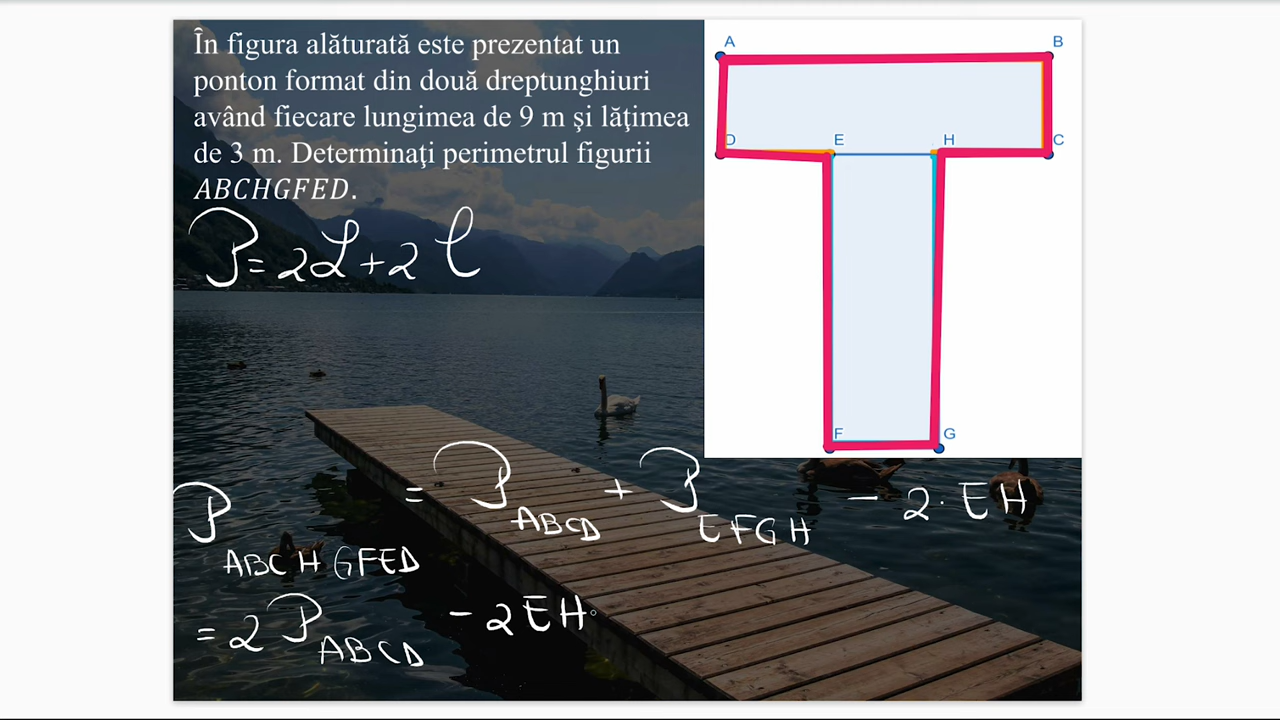 În figura alăturată este prezentat un
ponton format din două dreptunghiuri
având fiecare lungimea de 9 m şi lăţimea
de 3 m. Determinaţi perimetrul figurii
ABCHGFED.
P = 2L + 2l
A B
D E H C
F G
P ABCHGFED = P ABCD + P EFGH - 2·EH
= 2 P ABCD - 2EH